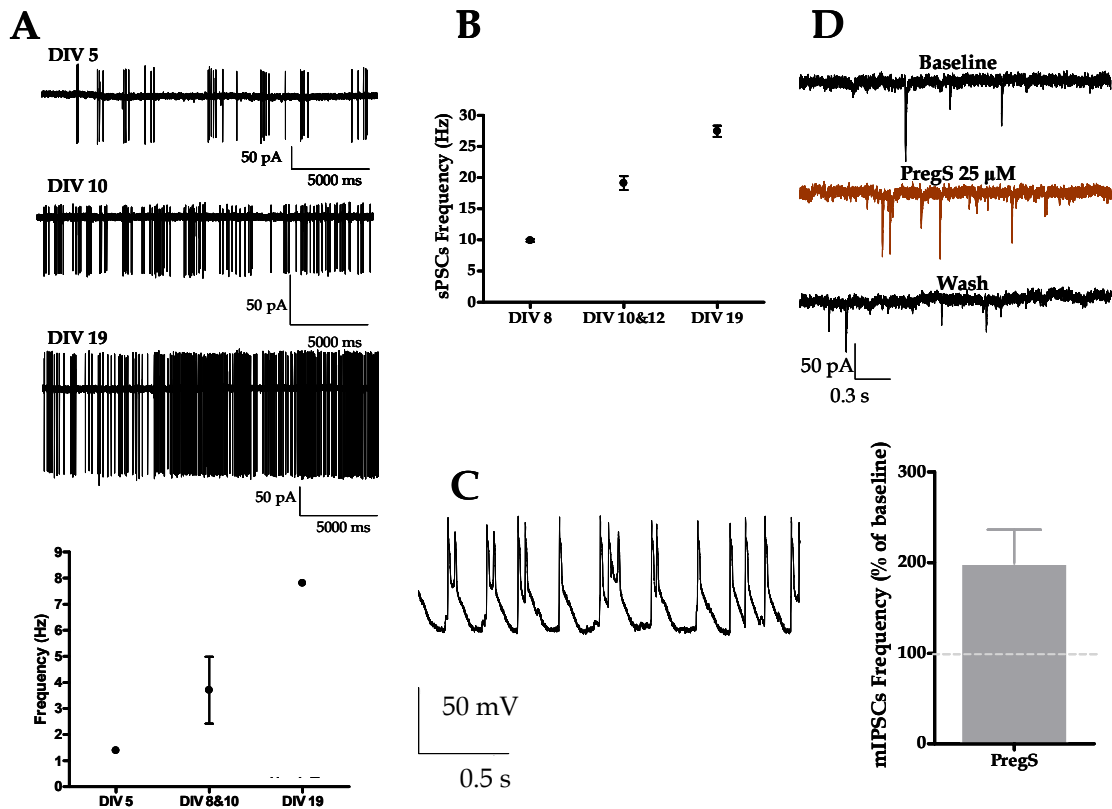 A
DIV 5
50 pA
5000 ms
DIV 10
50 pA
5000 ms
DIV 19
50 pA
5000 ms
Frequency (Hz)
9
8
7
6
5
4
3
2
1
0
DIV 5
DIV 8&10
DIV 19
B
sPSCs Frequency (Hz)
30
25
20
15
10
5
0
DIV 8
DIV 10&12
DIV 19
C
50 mV
0.5 s
D
Baseline
PregS 25 µM
Wash
50 pA
0.3 s
mIPSCs Frequency (% of baseline)
300
200
100
0
PregS